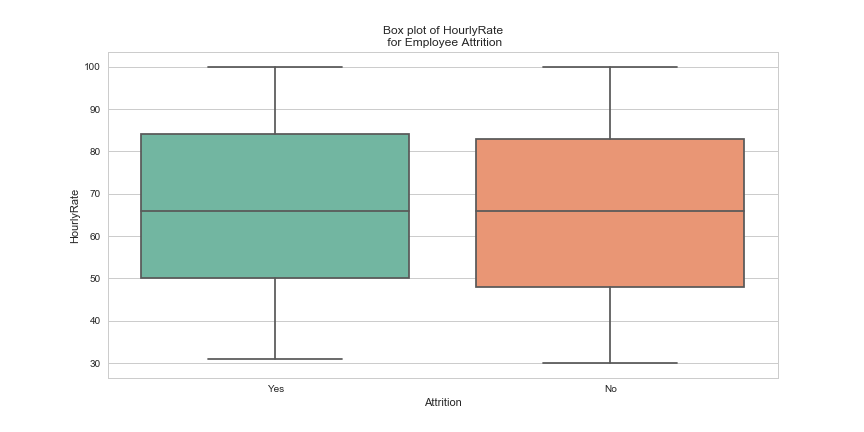 Box plot of HourlyRate
for Employee Attrition
HourlyRate
100
90
80
70
60
50
40
30
Yes
No
Attrition